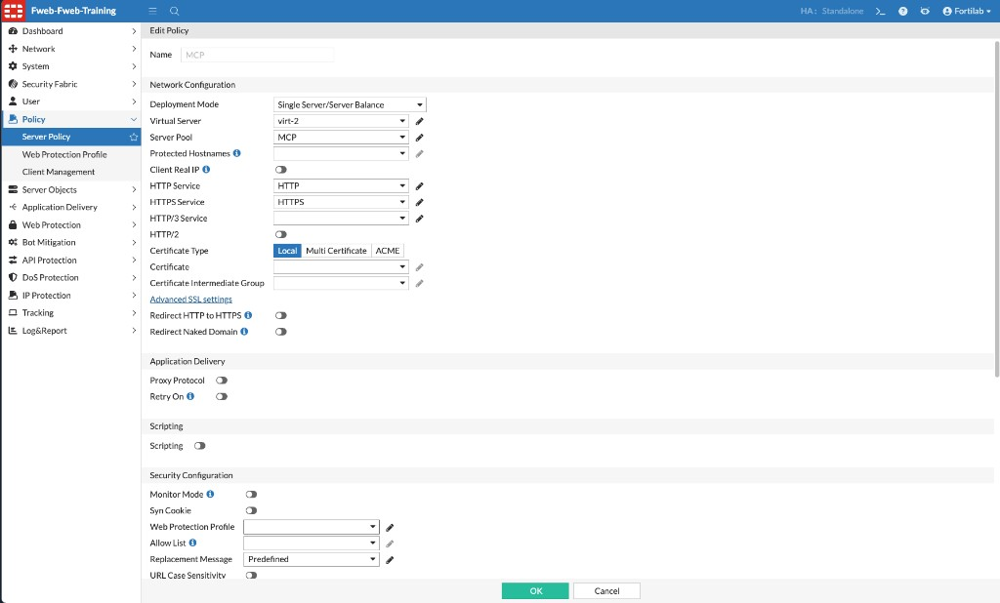 Fweb-Fweb-Training
HA: Standalone
Fortilab
Dashboard
Network
System
Security Fabric
User
Policy
Server Policy
Web Protection Profile
Client Management
Server Objects
Application Delivery
Web Protection
Bot Mitigation
API Protection
DoS Protection
IP Protection
Tracking
Log&Report
Edit Policy
Name MCP
Network Configuration
Deployment Mode Single Server/Server Balance
Virtual Server virt-2
Server Pool MCP
Protected Hostnames
Client Real IP
HTTP Service HTTP
HTTPS Service HTTPS
HTTP/3 Service
HTTP/2
Certificate Type Local Multi Certificate ACME
Certificate
Certificate Intermediate Group
Advanced SSL settings
Redirect HTTP to HTTPS
Redirect Naked Domain
Application Delivery
Proxy Protocol
Retry On
Scripting
Scripting
Security Configuration
Monitor Mode
Syn Cookie
Web Protection Profile
Allow List
Replacement Message Predefined
URL Case Sensitivity
OK Cancel